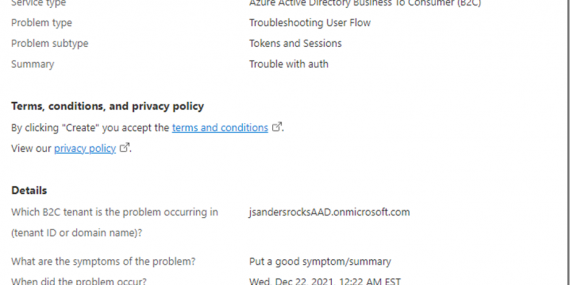 Service type Azure Active Directory Business To Consumer (B2C)
Problem type Troubleshooting User Flow
Problem subtype Tokens and Sessions
Summary Trouble with auth
Terms, conditions, and privacy policy
By clicking "Create" you accept the terms and conditions.
View our privacy policy.
Details
Which B2C tenant is the problem occurring in jsandersrocksAAD.onmicrosoft.com
(tenant ID or domain name)?
What are the symptoms of the problem? Put a good symptom/summary
When did the problem occur? Wed, Dec 22, 2021, 12:22 AM EST